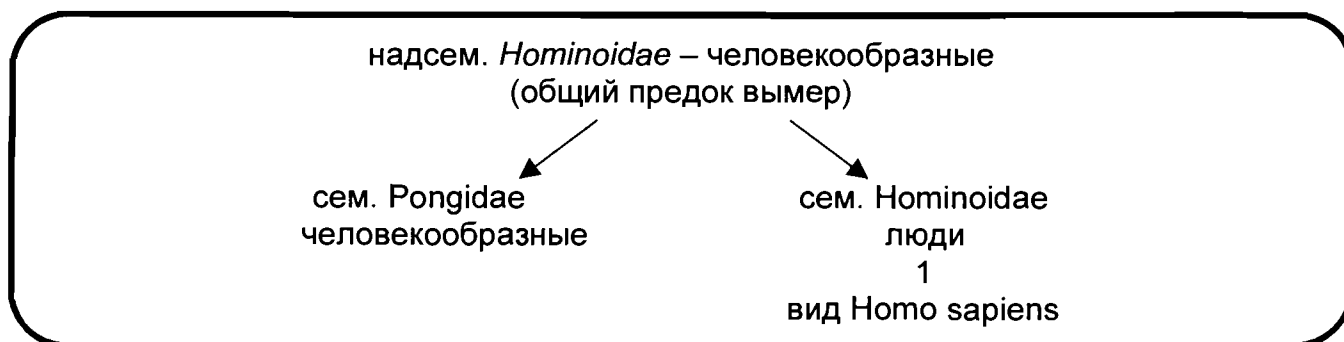 надсем. Hominoidae – человекообразные
(общий предок вымер)
сем. Pongidae
человекообразные
сем. Hominoidae
люди
1
вид Homo sapiens